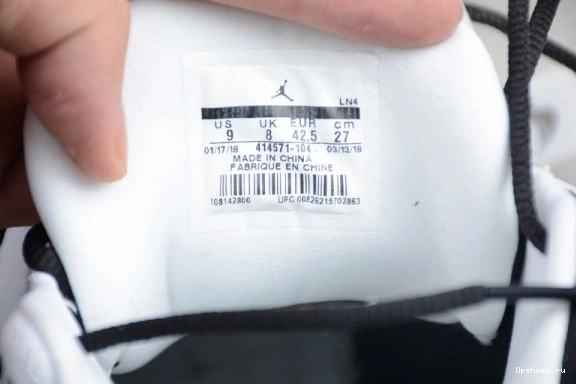 LN4
US UK EUR cm
9 8 42.5 27
01/17/18 414571-104 03/13/18
MADE IN CHINA
FABRIQUE EN CHINE
108142800 UPC 00826215702863
Upshoes.ru